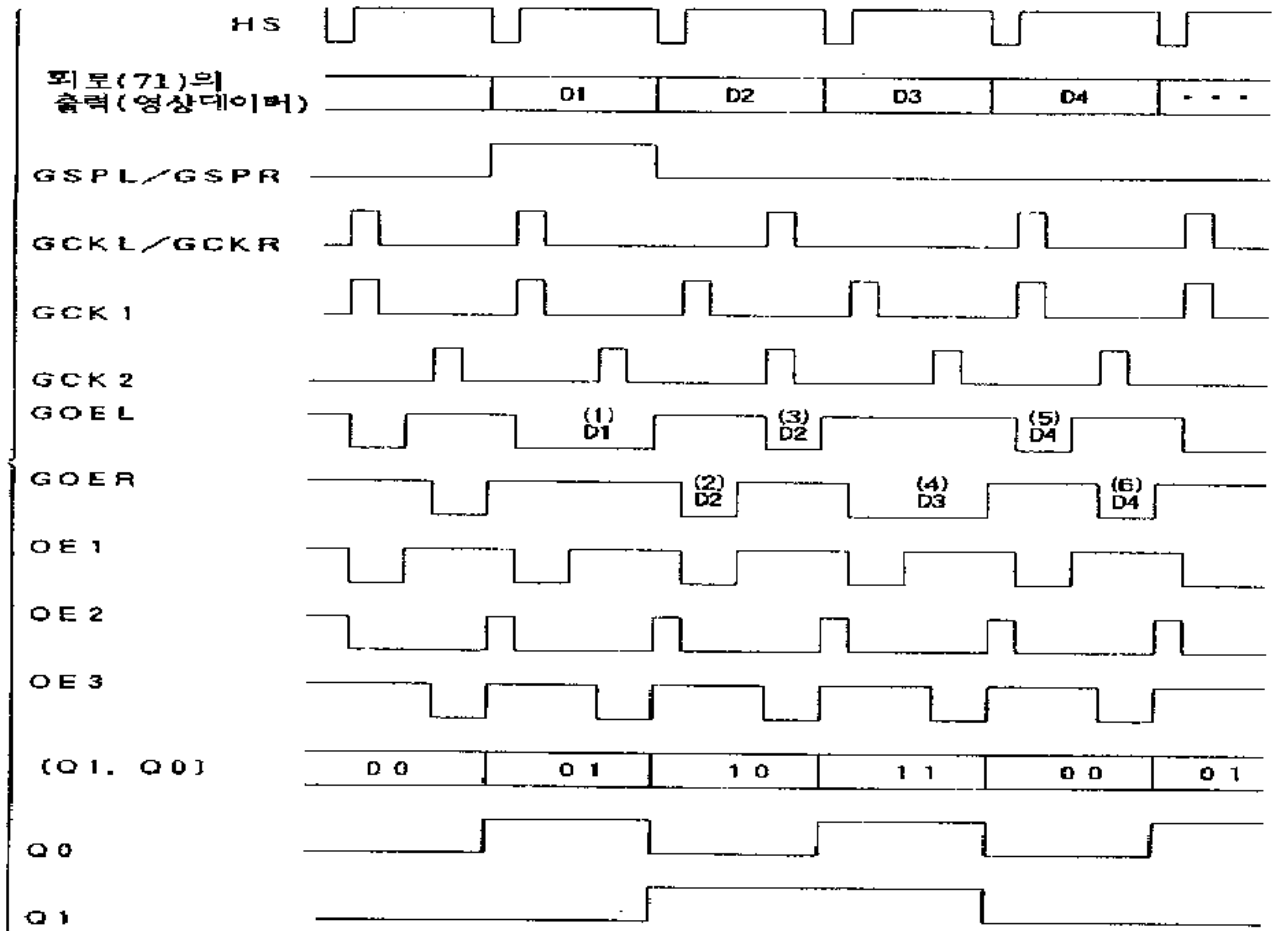 HS
회로(71)의
출력(영상데이터)
D1 D2 D3 D4 - - -
GSPL/GSPR
GCKL/GCKR
GCK1
GCK2
GOEL
(1) (3) (5)
D1 D2 D4
GOER
(2) (4) (6)
D2 D3 D4
OE1
OE2
OE3
(Q1. Q0) D0 01 10 11 00 01
Q0
Q1